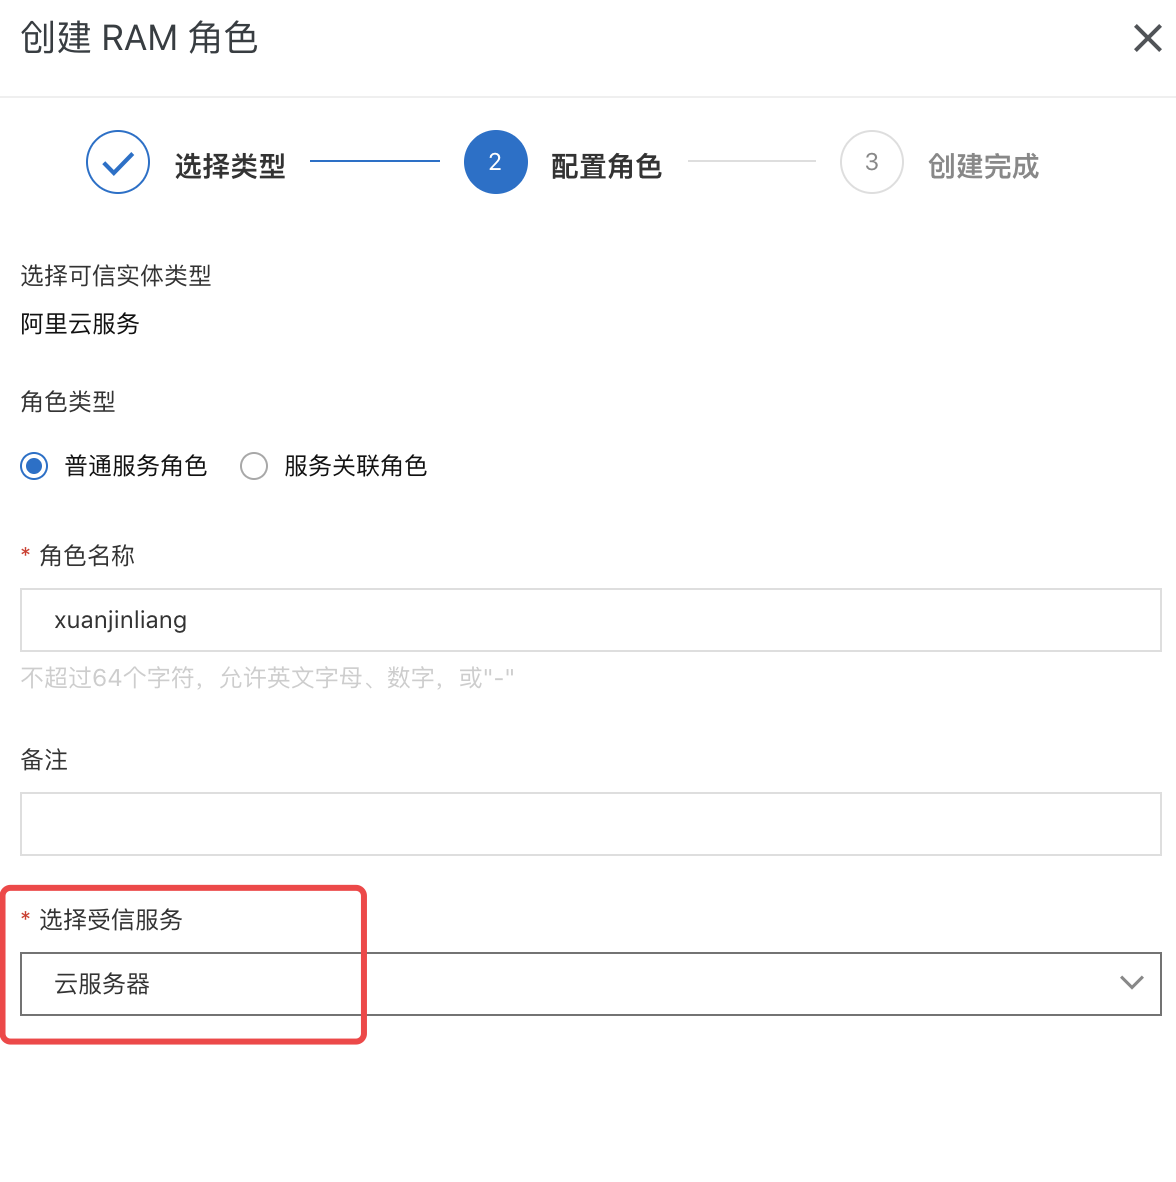 创建 RAM 角色
选择类型
2 配置角色
3 创建完成
选择可信实体类型
阿里云服务
角色类型
普通服务角色 服务关联角色
* 角色名称
xuanjinliang
不超过64个字符，允许英文字母、数字，或"-"
备注
* 选择受信服务
云服务器